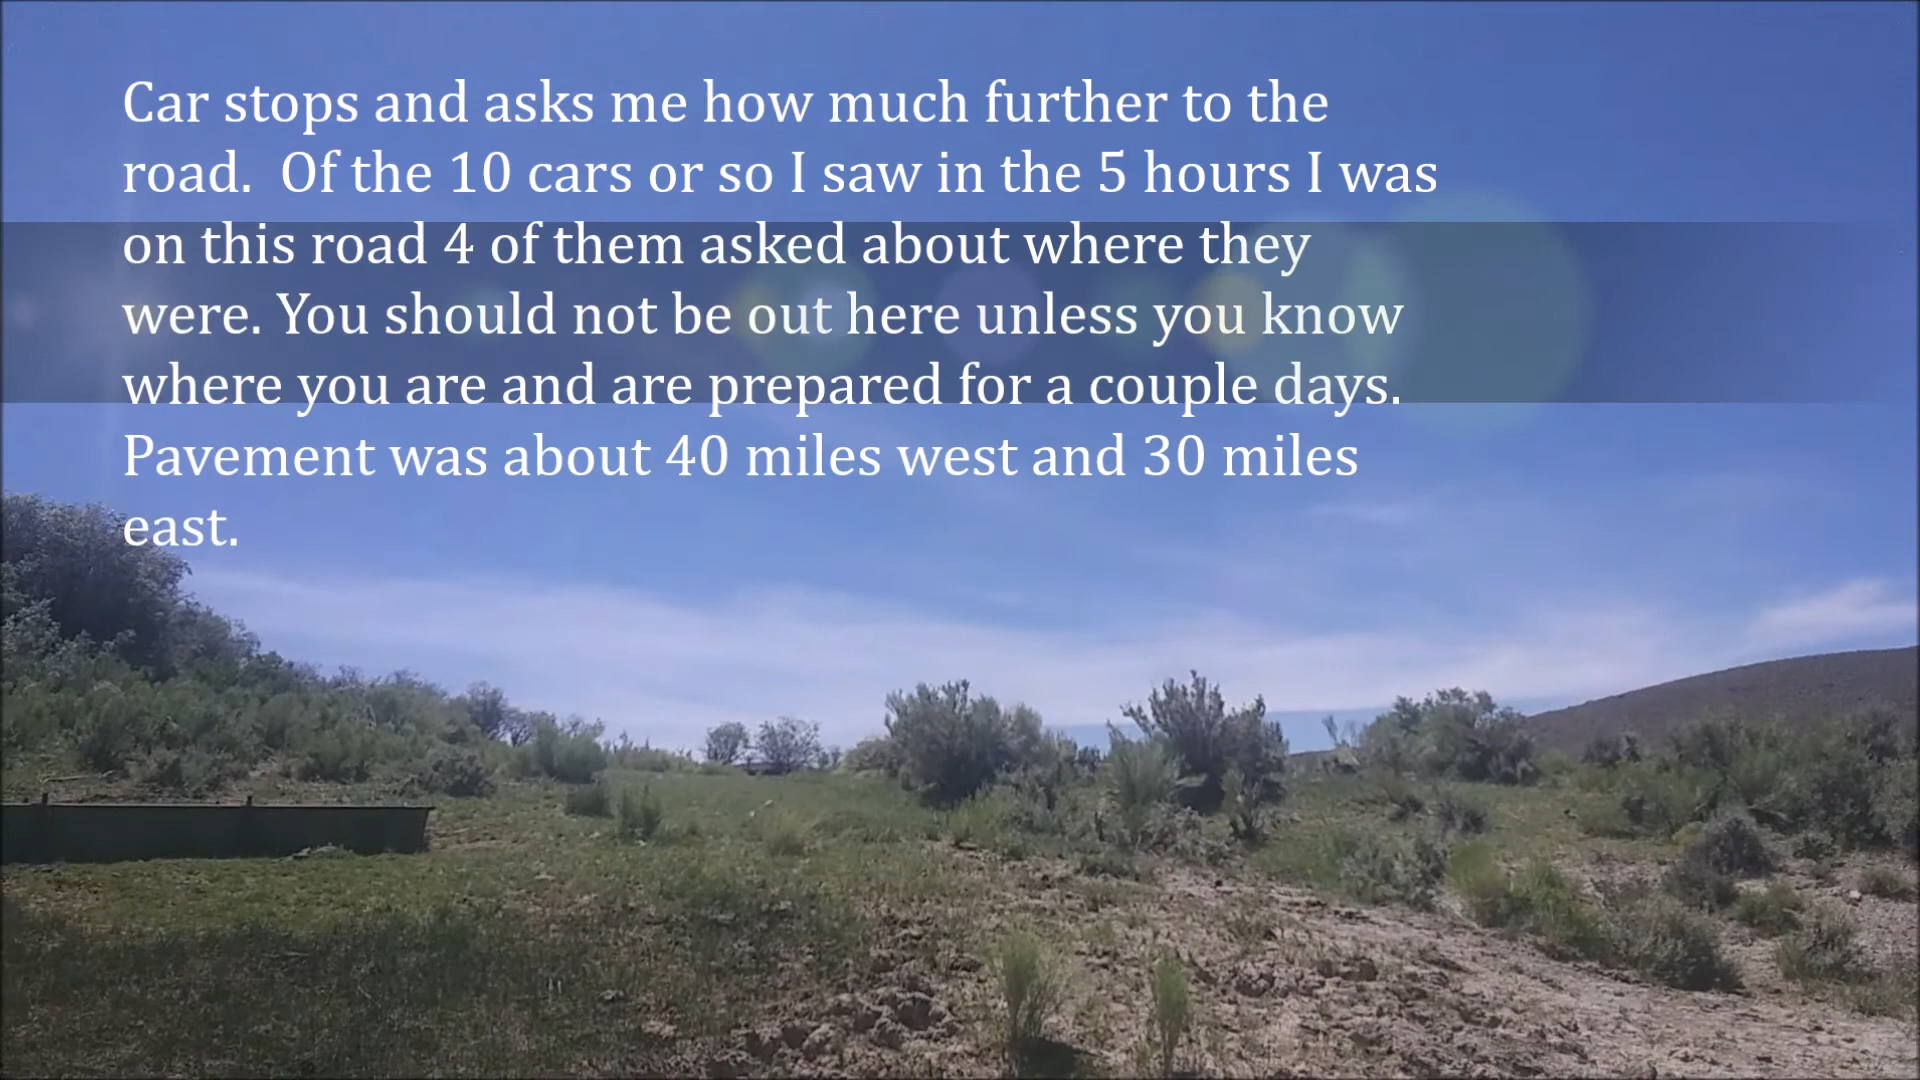 Car stops and asks me how much further to the
road.  Of the 10 cars or so I saw in the 5 hours I was
on this road 4 of them asked about where they
were. You should not be out here unless you know
where you are and are prepared for a couple days.
Pavement was about 40 miles west and 30 miles
east.